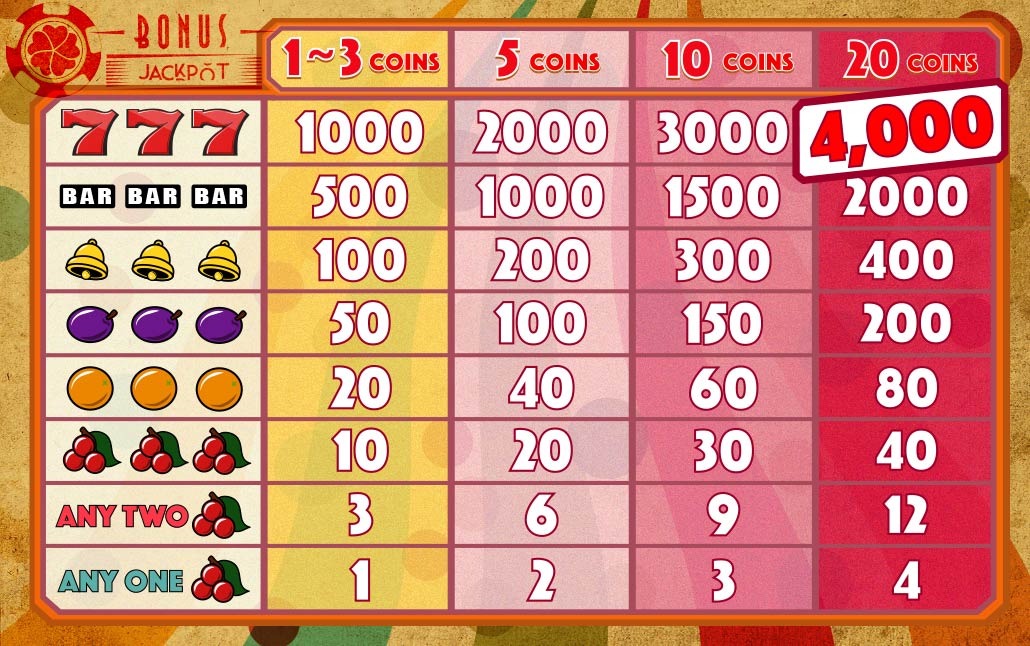 BONUS
JACKPOT
1~3 COINS 5 COINS 10 COINS 20 COINS
777 1000 2000 3000 4,000
BAR BAR BAR 500 1000 1500 2000
100 200 300 400
50 100 150 200
20 40 60 80
10 20 30 40
ANY TWO 3 6 9 12
ANY ONE 1 2 3 4